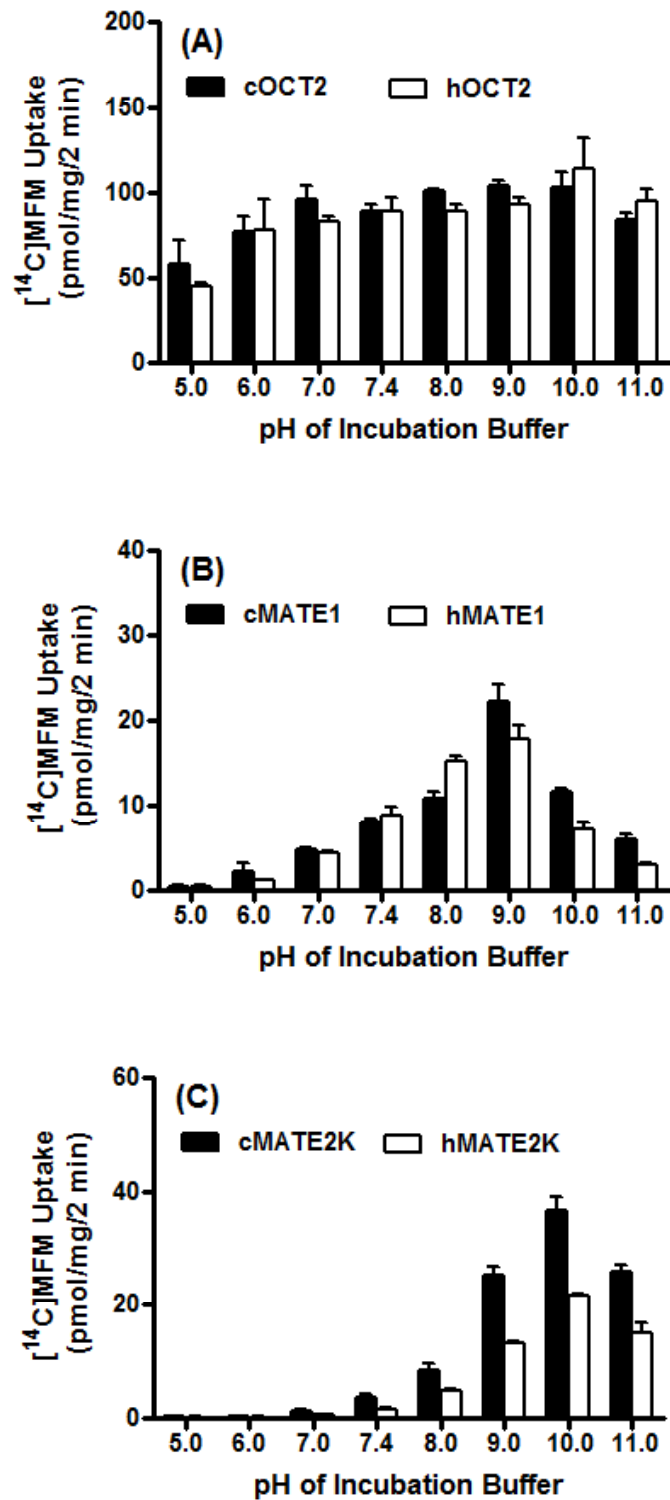 (A)
cOCT2 hOCT2
[¹⁴C]MFM Uptake
(pmol/mg/2 min)
200
150
100
50
0
5.0 6.0 7.0 7.4 8.0 9.0 10.0 11.0
pH of Incubation Buffer
(B)
cMATE1 hMATE1
[¹⁴C]MFM Uptake
(pmol/mg/2 min)
40
30
20
10
0
5.0 6.0 7.0 7.4 8.0 9.0 10.0 11.0
pH of Incubation Buffer
(C)
cMATE2K hMATE2K
[¹⁴C]MFM Uptake
(pmol/mg/2 min)
60
40
20
0
5.0 6.0 7.0 7.4 8.0 9.0 10.0 11.0
pH of Incubation Buffer